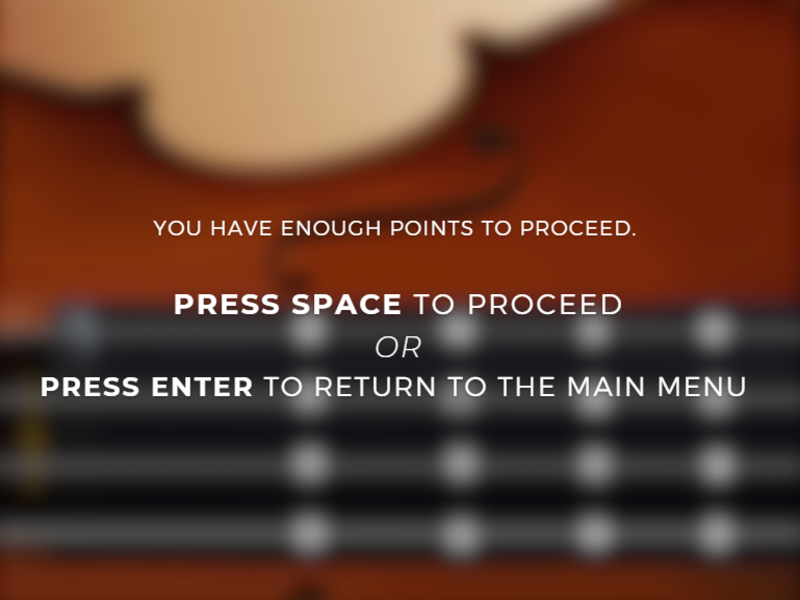 YOU HAVE ENOUGH POINTS TO PROCEED.
PRESS SPACE TO PROCEED
OR
PRESS ENTER TO RETURN TO THE MAIN MENU